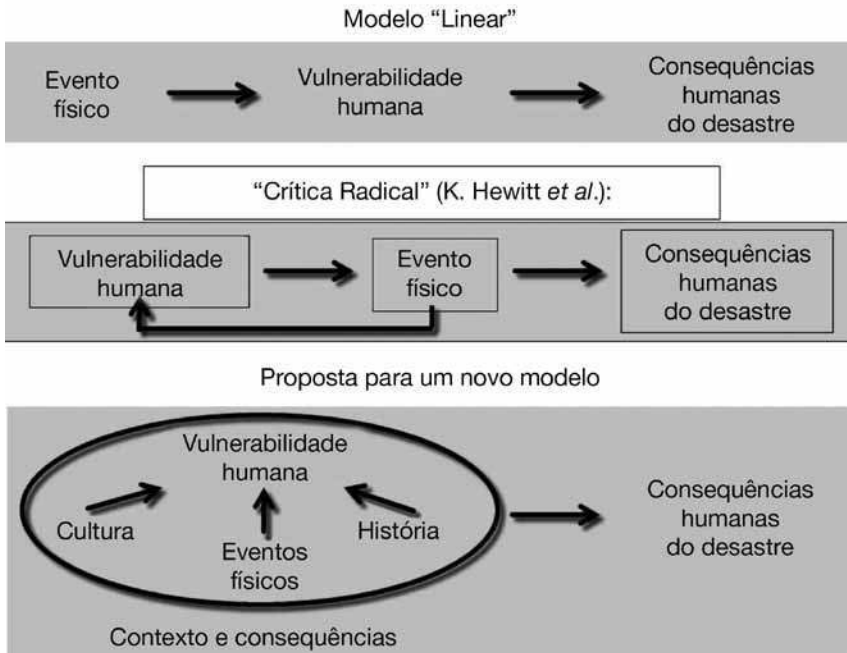 Modelo “Linear”
Evento
físico
Vulnerabilidade
humana
Consequências
humanas
do desastre
“Crítica Radical” (K. Hewitt et al.):
Vulnerabilidade
humana
Evento
físico
Consequências
humanas
do desastre
Proposta para um novo modelo
Vulnerabilidade
humana
Cultura
Eventos
físicos
História
Consequências
humanas
do desastre
Contexto e consequências